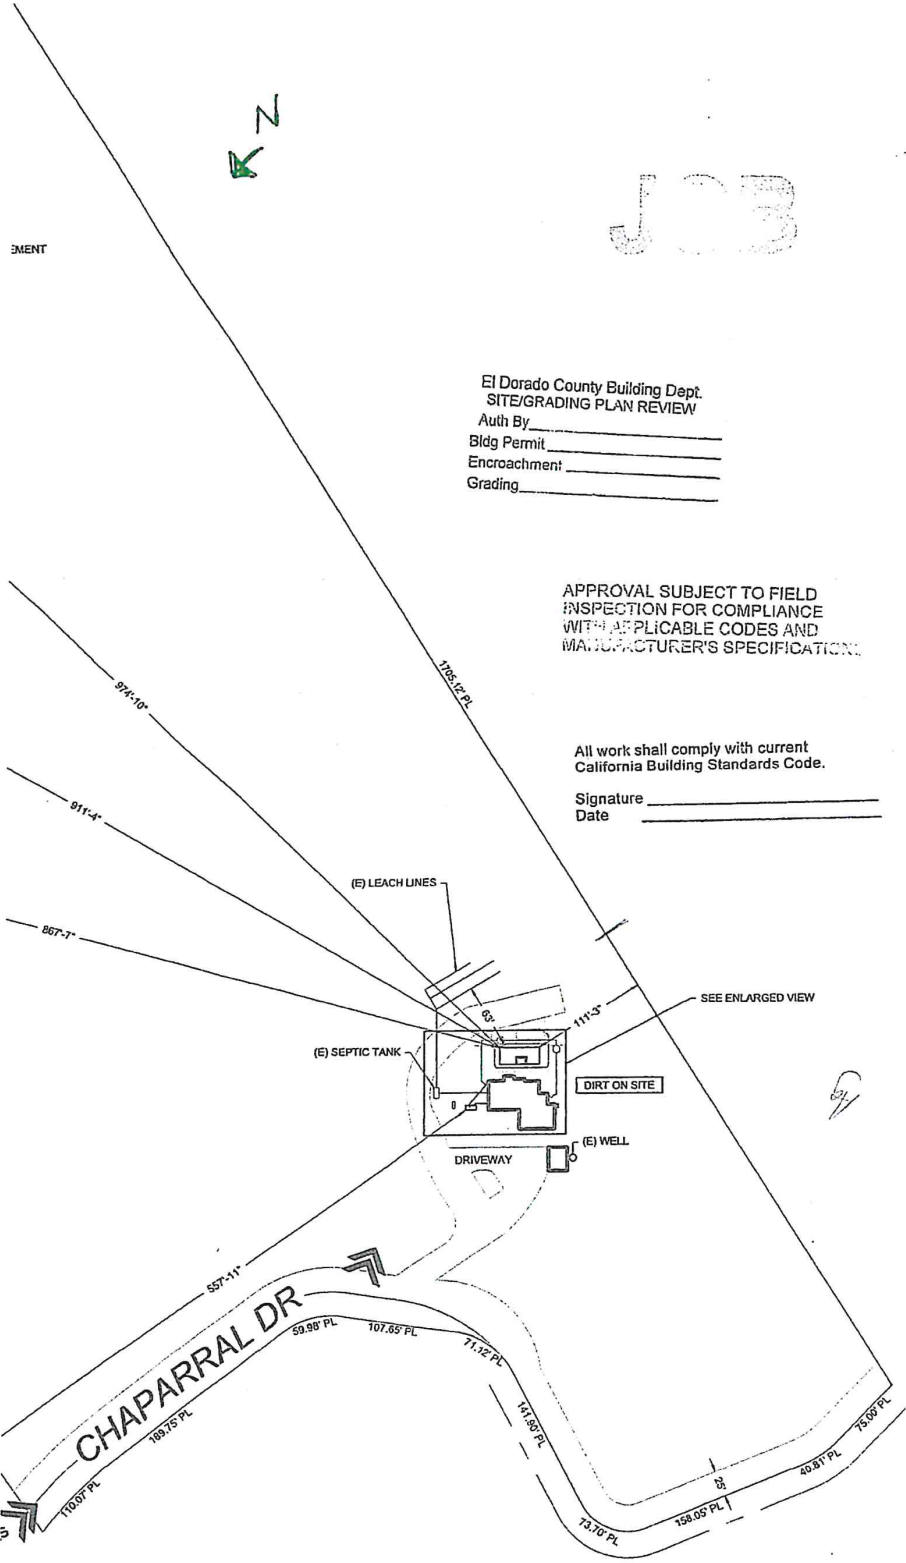 N
EMENT
El Dorado County Building Dept.
SITE/GRADING PLAN REVIEW
Auth By
Bldg Permit
Encroachment
Grading
APPROVAL SUBJECT TO FIELD
INSPECTION FOR COMPLIANCE
WITH APPLICABLE CODES AND
MANUFACTURER'S SPECIFICATIONS
1705.12' PL
974'-10"
All work shall comply with current
California Building Standards Code.
Signature
Date
911'-4"
(E) LEACH LINES
867'-7"
SEE ENLARGED VIEW
63'
111'-3"
(E) SEPTIC TANK
DIRT ON SITE
(E) WELL
DRIVEWAY
557'-11"
CHAPARRAL DR
59.98' PL
107.65' PL
71.12' PL
189.75' PL
141.90' PL
75.00' PL
40.81' PL
25'
110.07' PL
158.05' PL
73.70' PL